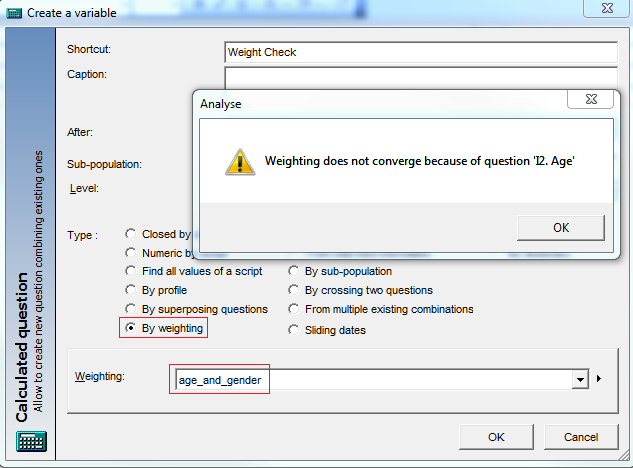 Create a variable
Shortcut:
Weight Check
Caption:
Analyse
After:
Weighting does not converge because of question 'I2. Age'
Sub-population:
Level:
OK
Type :
Closed by
Numeric by
Find all values of a script
By sub-population
By profile
By crossing two questions
By superposing questions
From multiple existing combinations
By weighting
Sliding dates
Weighting:
age_and_gender
OK
Cancel
Calculated question
Allow to create new question combining existing ones